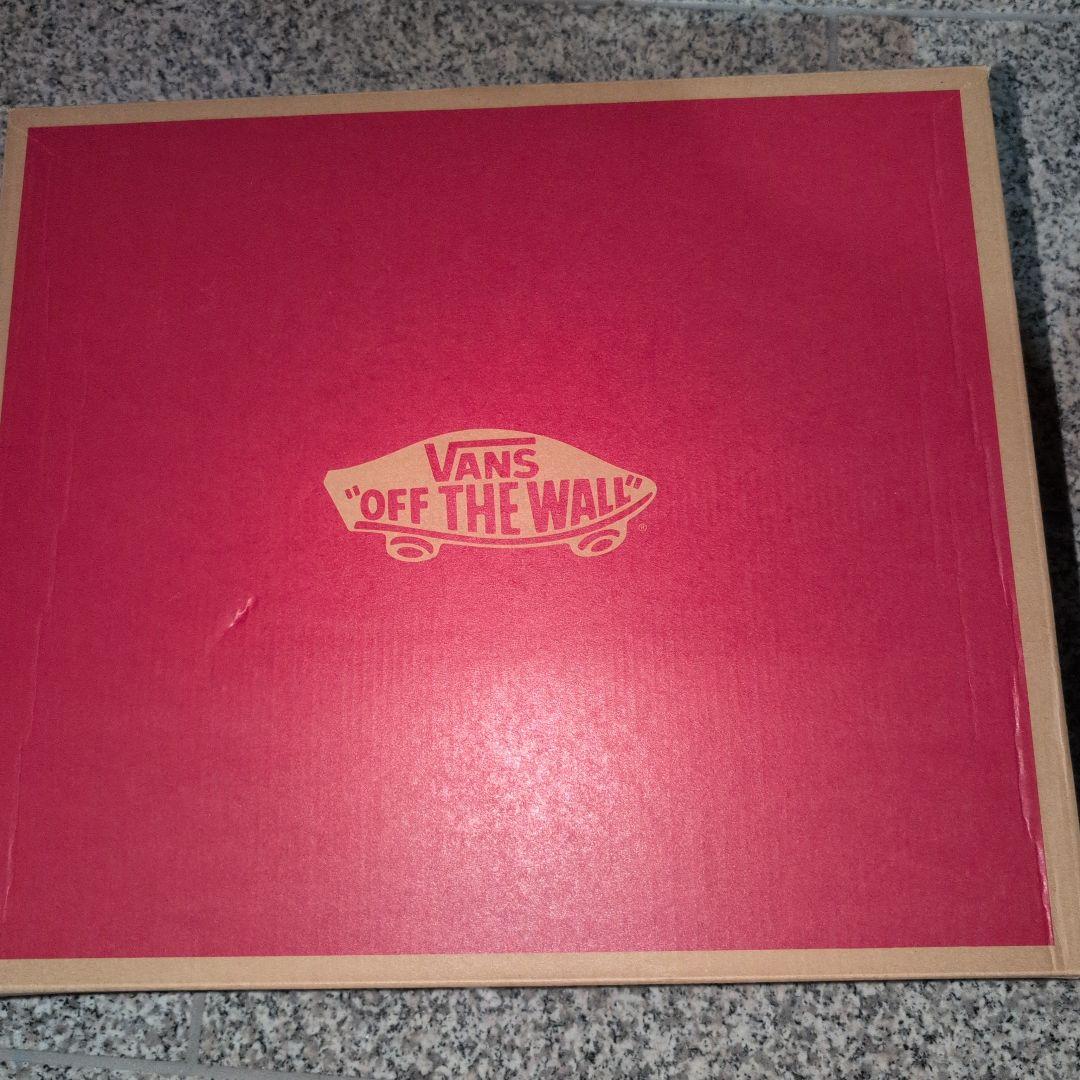 VANS
"OFF THE WALL"
®